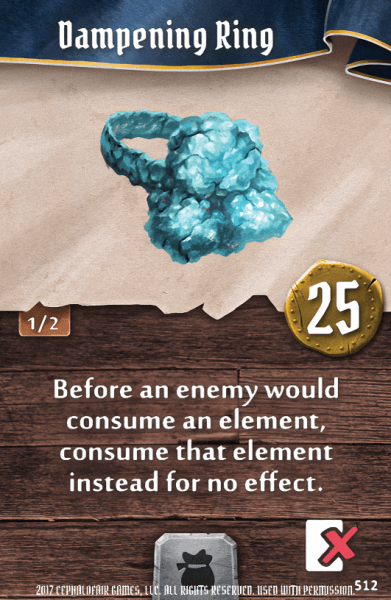 Dampening Ring
1/2
25
Before an enemy would
consume an element,
consume that element
instead for no effect.
2017 CEPHALOFAIR GAMES, LLC. ALL RIGHTS RESERVED. USED WITH PERMISSION.
512